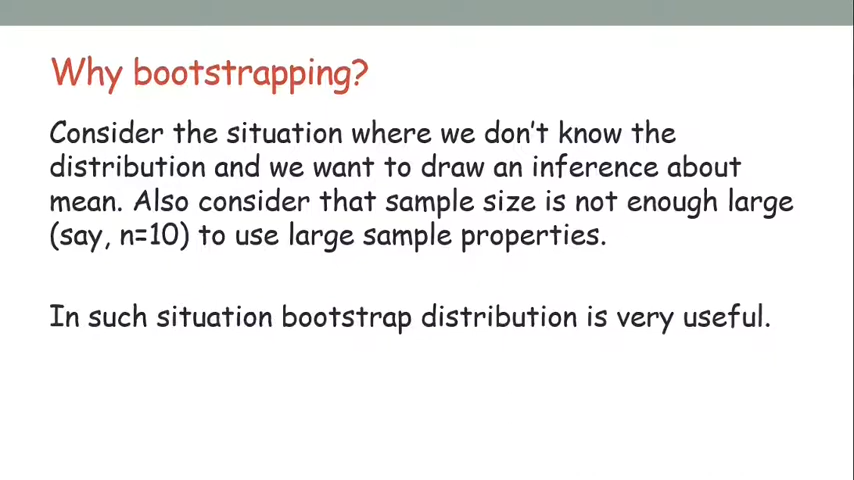 Why bootstrapping?
Consider the situation where we don't know the
distribution and we want to draw an inference about
mean. Also consider that sample size is not enough large
(say, n=10) to use large sample properties.
In such situation bootstrap distribution is very useful.